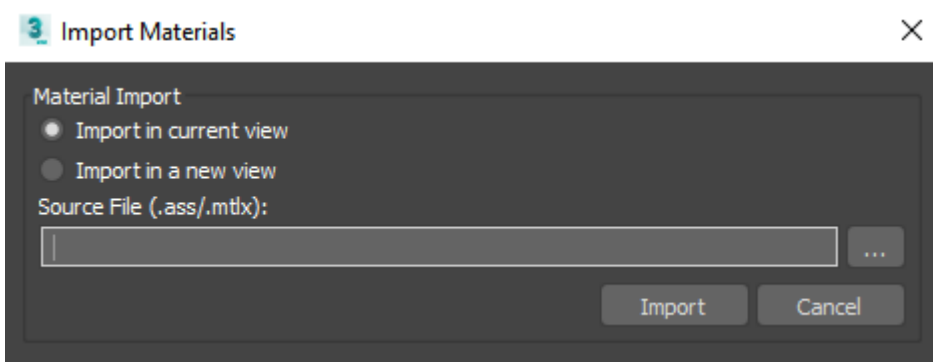 Import Materials
Material Import
Import in current view
Import in a new view
Source File (.ass/.mtlx):
...
Import Cancel